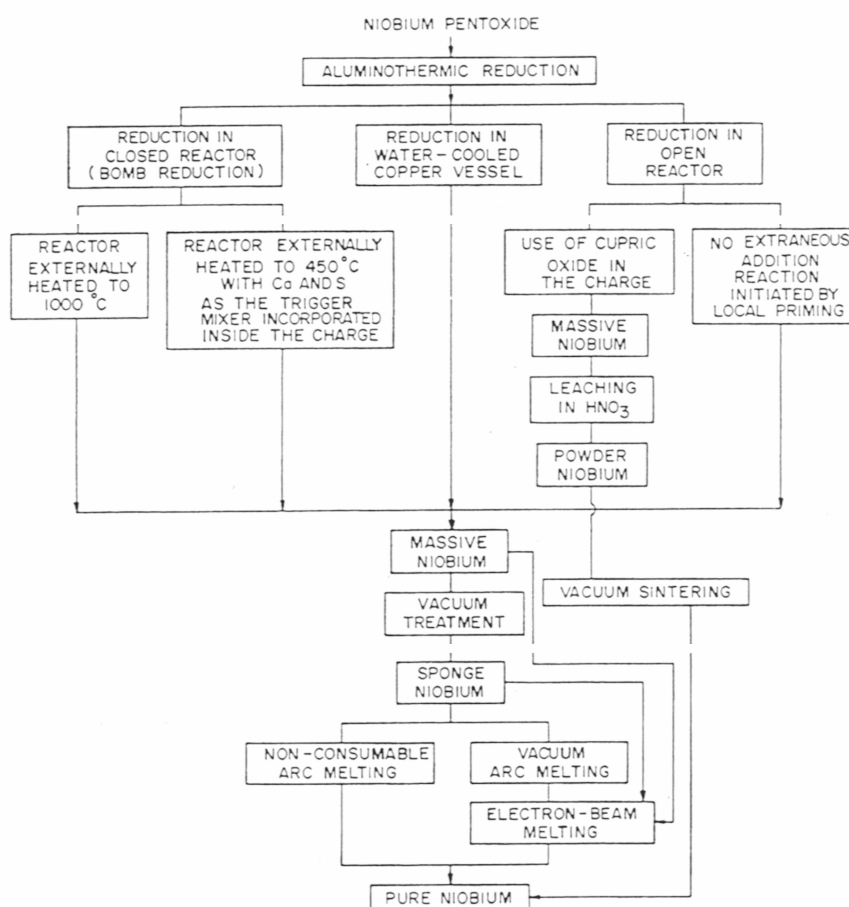 NIOBIUM PENTOXIDE
ALUMINOTHERMIC REDUCTION
REDUCTION IN
CLOSED REACTOR
(BOMB REDUCTION)
REDUCTION IN
WATER-COOLED
COPPER VESSEL
REDUCTION IN
OPEN
REACTOR
REACTOR
EXTERNALLY
HEATED TO
1000 °C
REACTOR EXTERNALLY
HEATED TO 450°C
WITH Ca AND S
AS THE TRIGGER
MIXER INCORPORATED
INSIDE THE CHARGE
USE OF CUPRIC
OXIDE IN
THE CHARGE
NO EXTRANEOUS
ADDITION
REACTION
INITIATED BY
LOCAL PRIMING
MASSIVE
NIOBIUM
LEACHING
IN HNO3
POWDER
NIOBIUM
MASSIVE
NIOBIUM
VACUUM SINTERING
VACUUM
TREATMENT
SPONGE
NIOBIUM
NON-CONSUMABLE
ARC MELTING
VACUUM
ARC MELTING
ELECTRON-BEAM
MELTING
PURE NIOBIUM